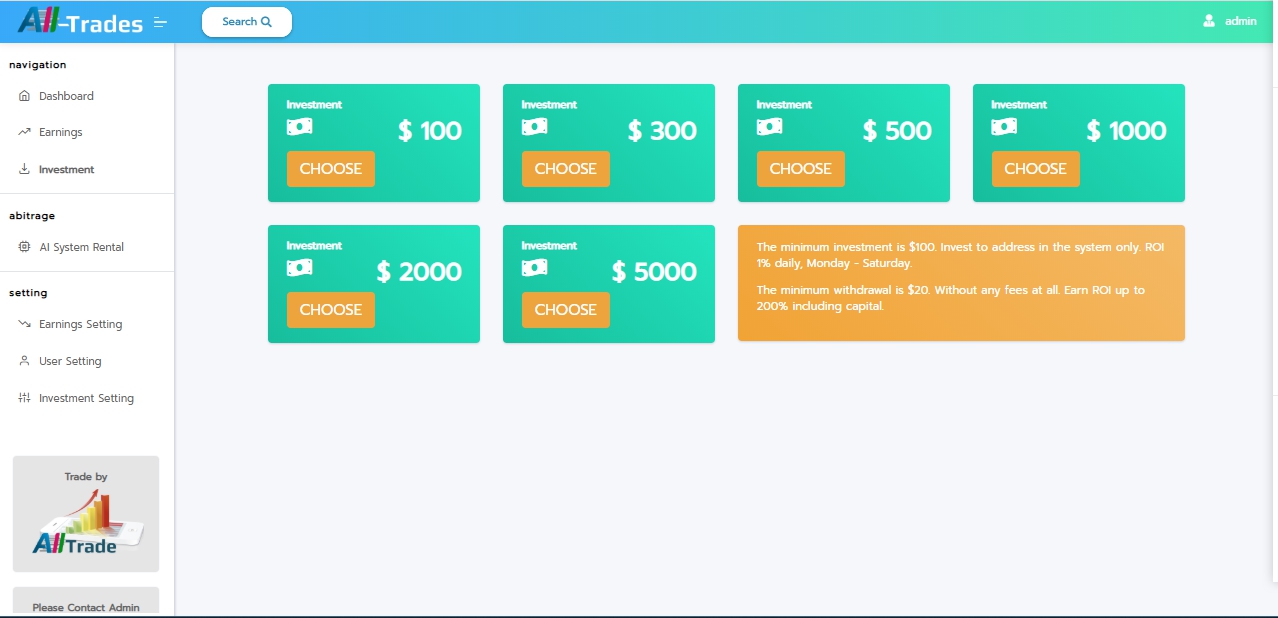 All-Trades
Search
admin
navigation
Dashboard
Earnings
Investment
abitrage
AI System Rental
setting
Earnings Setting
User Setting
Investment Setting
Trade by
AllTrade
Please Contact Admin
Investment
$ 100
CHOOSE
Investment
$ 300
CHOOSE
Investment
$ 500
CHOOSE
Investment
$ 1000
CHOOSE
Investment
$ 2000
CHOOSE
Investment
$ 5000
CHOOSE
The minimum investment is $100. Invest to address in the system only. ROI
1% daily, Monday - Saturday.
The minimum withdrawal is $20. Without any fees at all. Earn ROI up to
200% including capital.